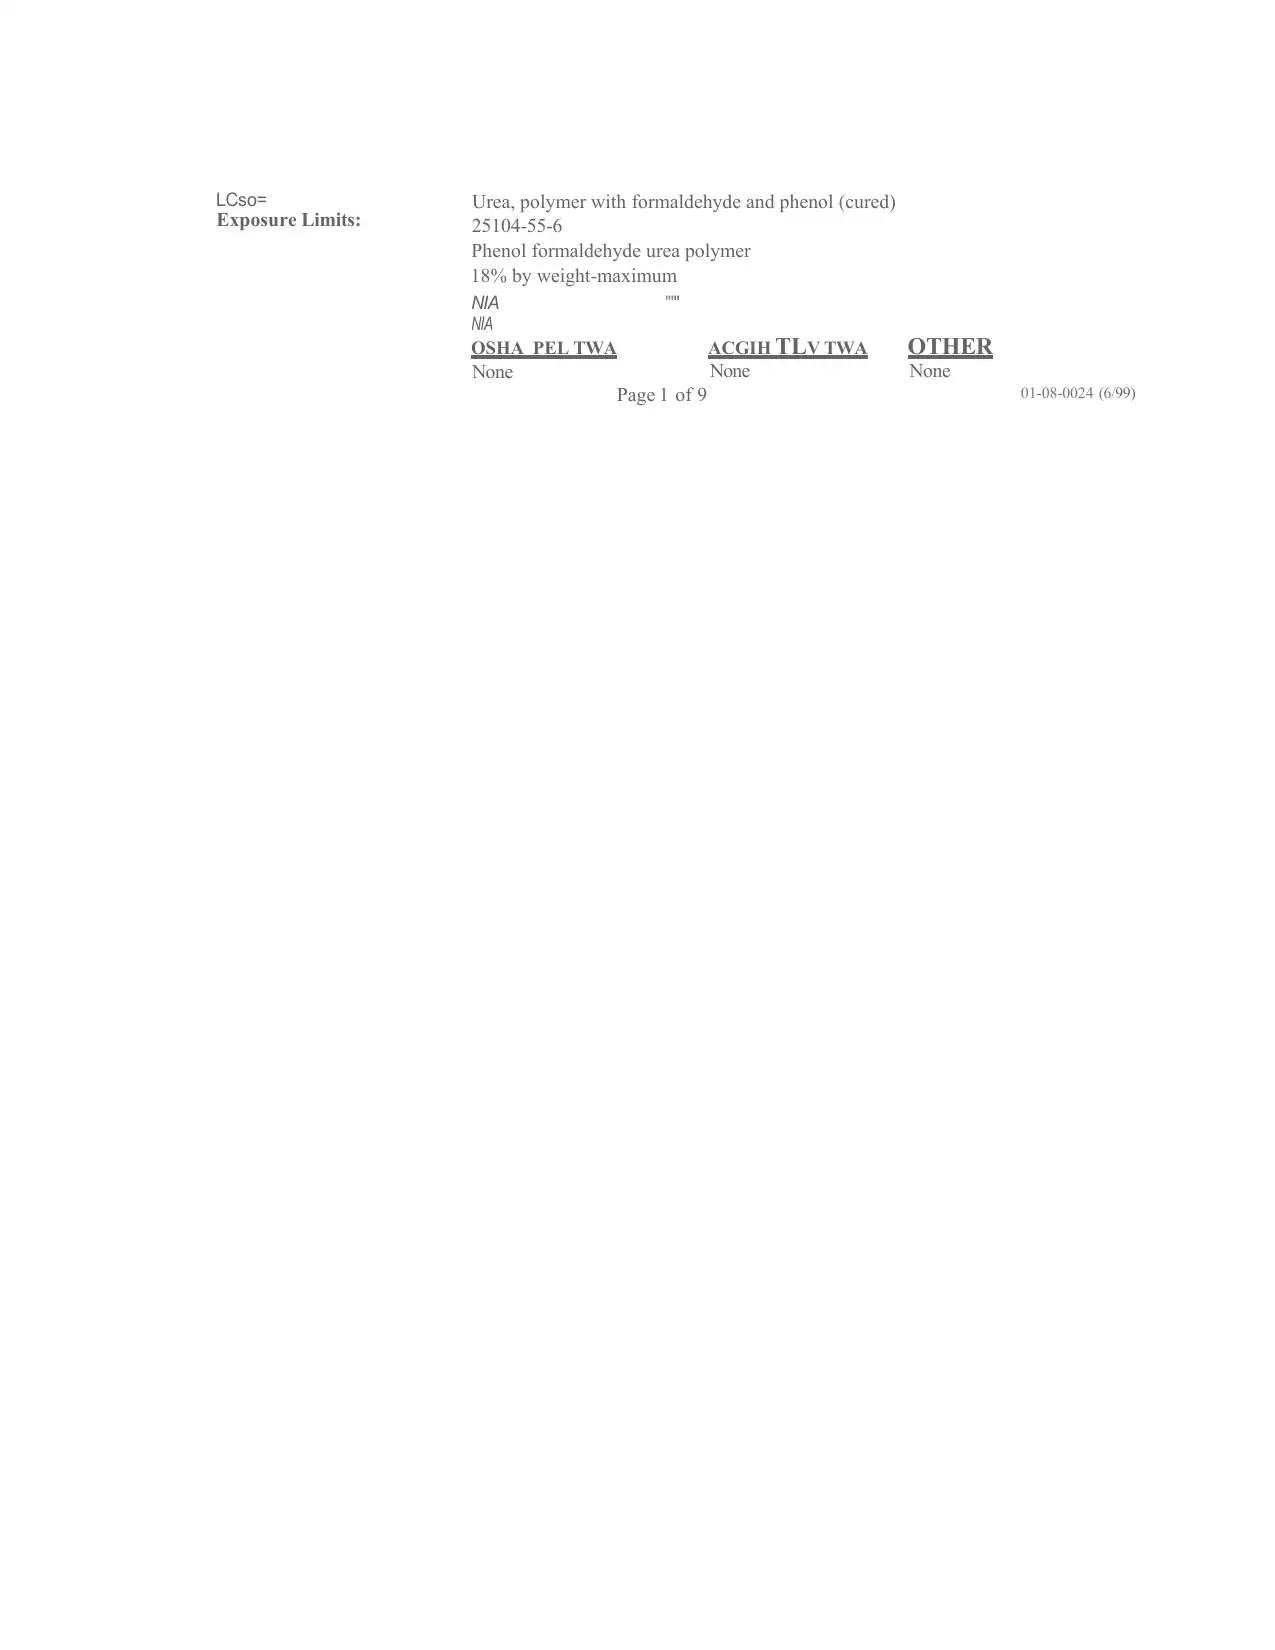 LCso=
Exposure Limits:
Urea, polymer with formaldehyde and phenol (cured)
25104-55-6
Phenol formaldehyde urea polymer
18% by weight-maximum
NIA """
NIA
OSHA PEL TWA ACGIH TLV TWA OTHER
None None None
Page 1 of 9 01-08-0024 (6/99)